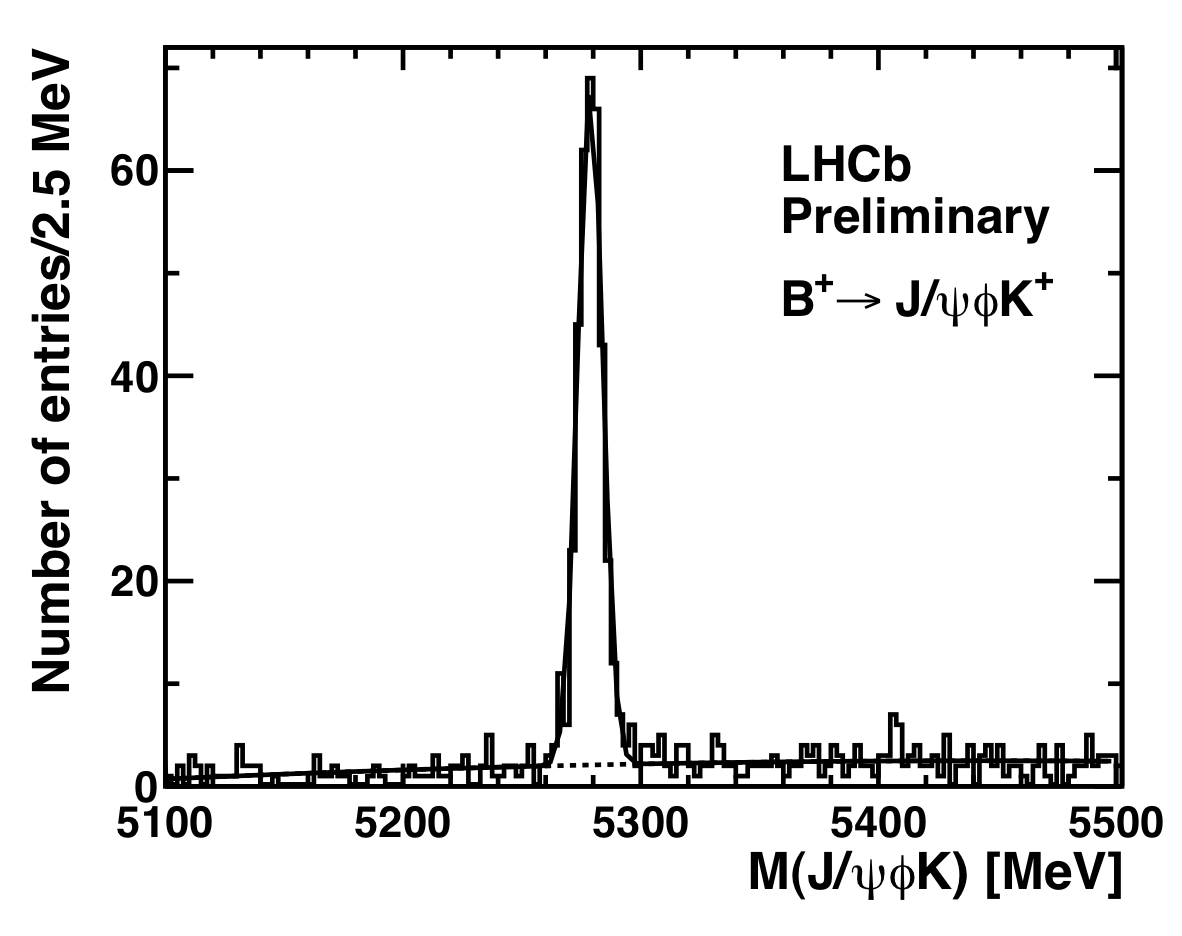 Number of entries/2.5 MeV
60
40
20
0
LHCb
Preliminary
B⁺→ J/ψϕK⁺
5100 5200 5300 5400 5500
M(J/ψϕK) [MeV]